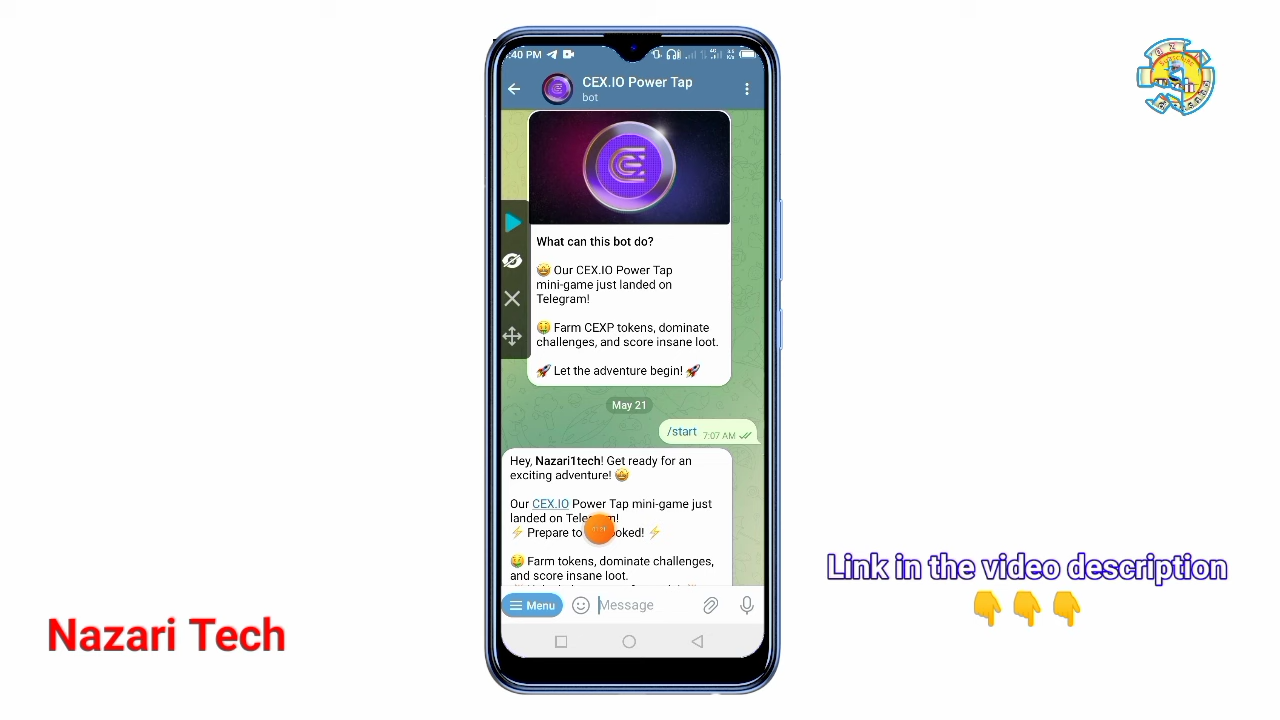 :40 PM
CEX.IO Power Tap
bot
What can this bot do?
🤩 Our CEX.IO Power Tap
mini-game just landed on
Telegram!
🤑 Farm CEXP tokens, dominate
challenges, and score insane loot.
🚀 Let the adventure begin! 🚀
May 21
/start 7:07 AM
Hey, Nazari1tech! Get ready for an
exciting adventure! 🤩
Our CEX.IO Power Tap mini-game just
landed on Telegram!
⚡ Prepare to ooked! ⚡
🤑 Farm tokens, dominate challenges,
and score insane loot.
Menu
Message
Link in the video description
👇👇👇
Nazari Tech